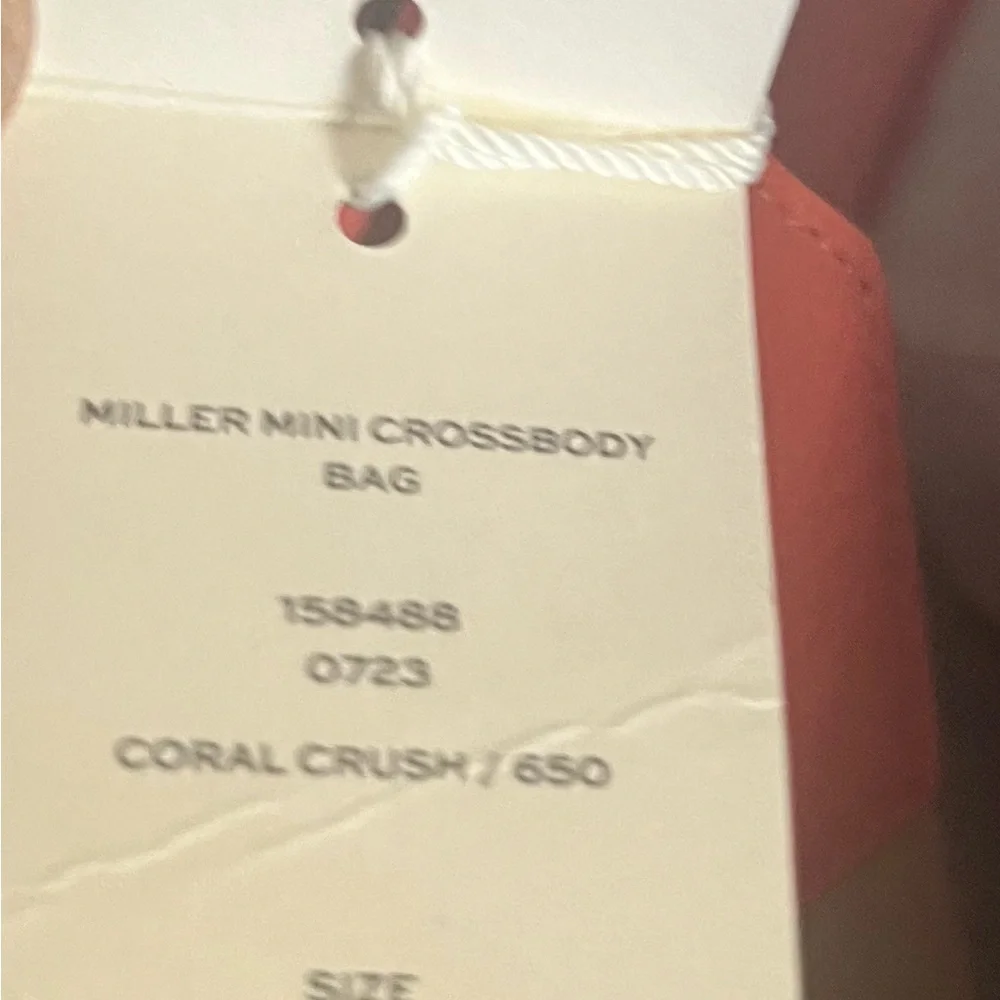 MILLER MINI CROSSBODY
BAG
158488
0723
CORAL CRUSH / 650
SIZE